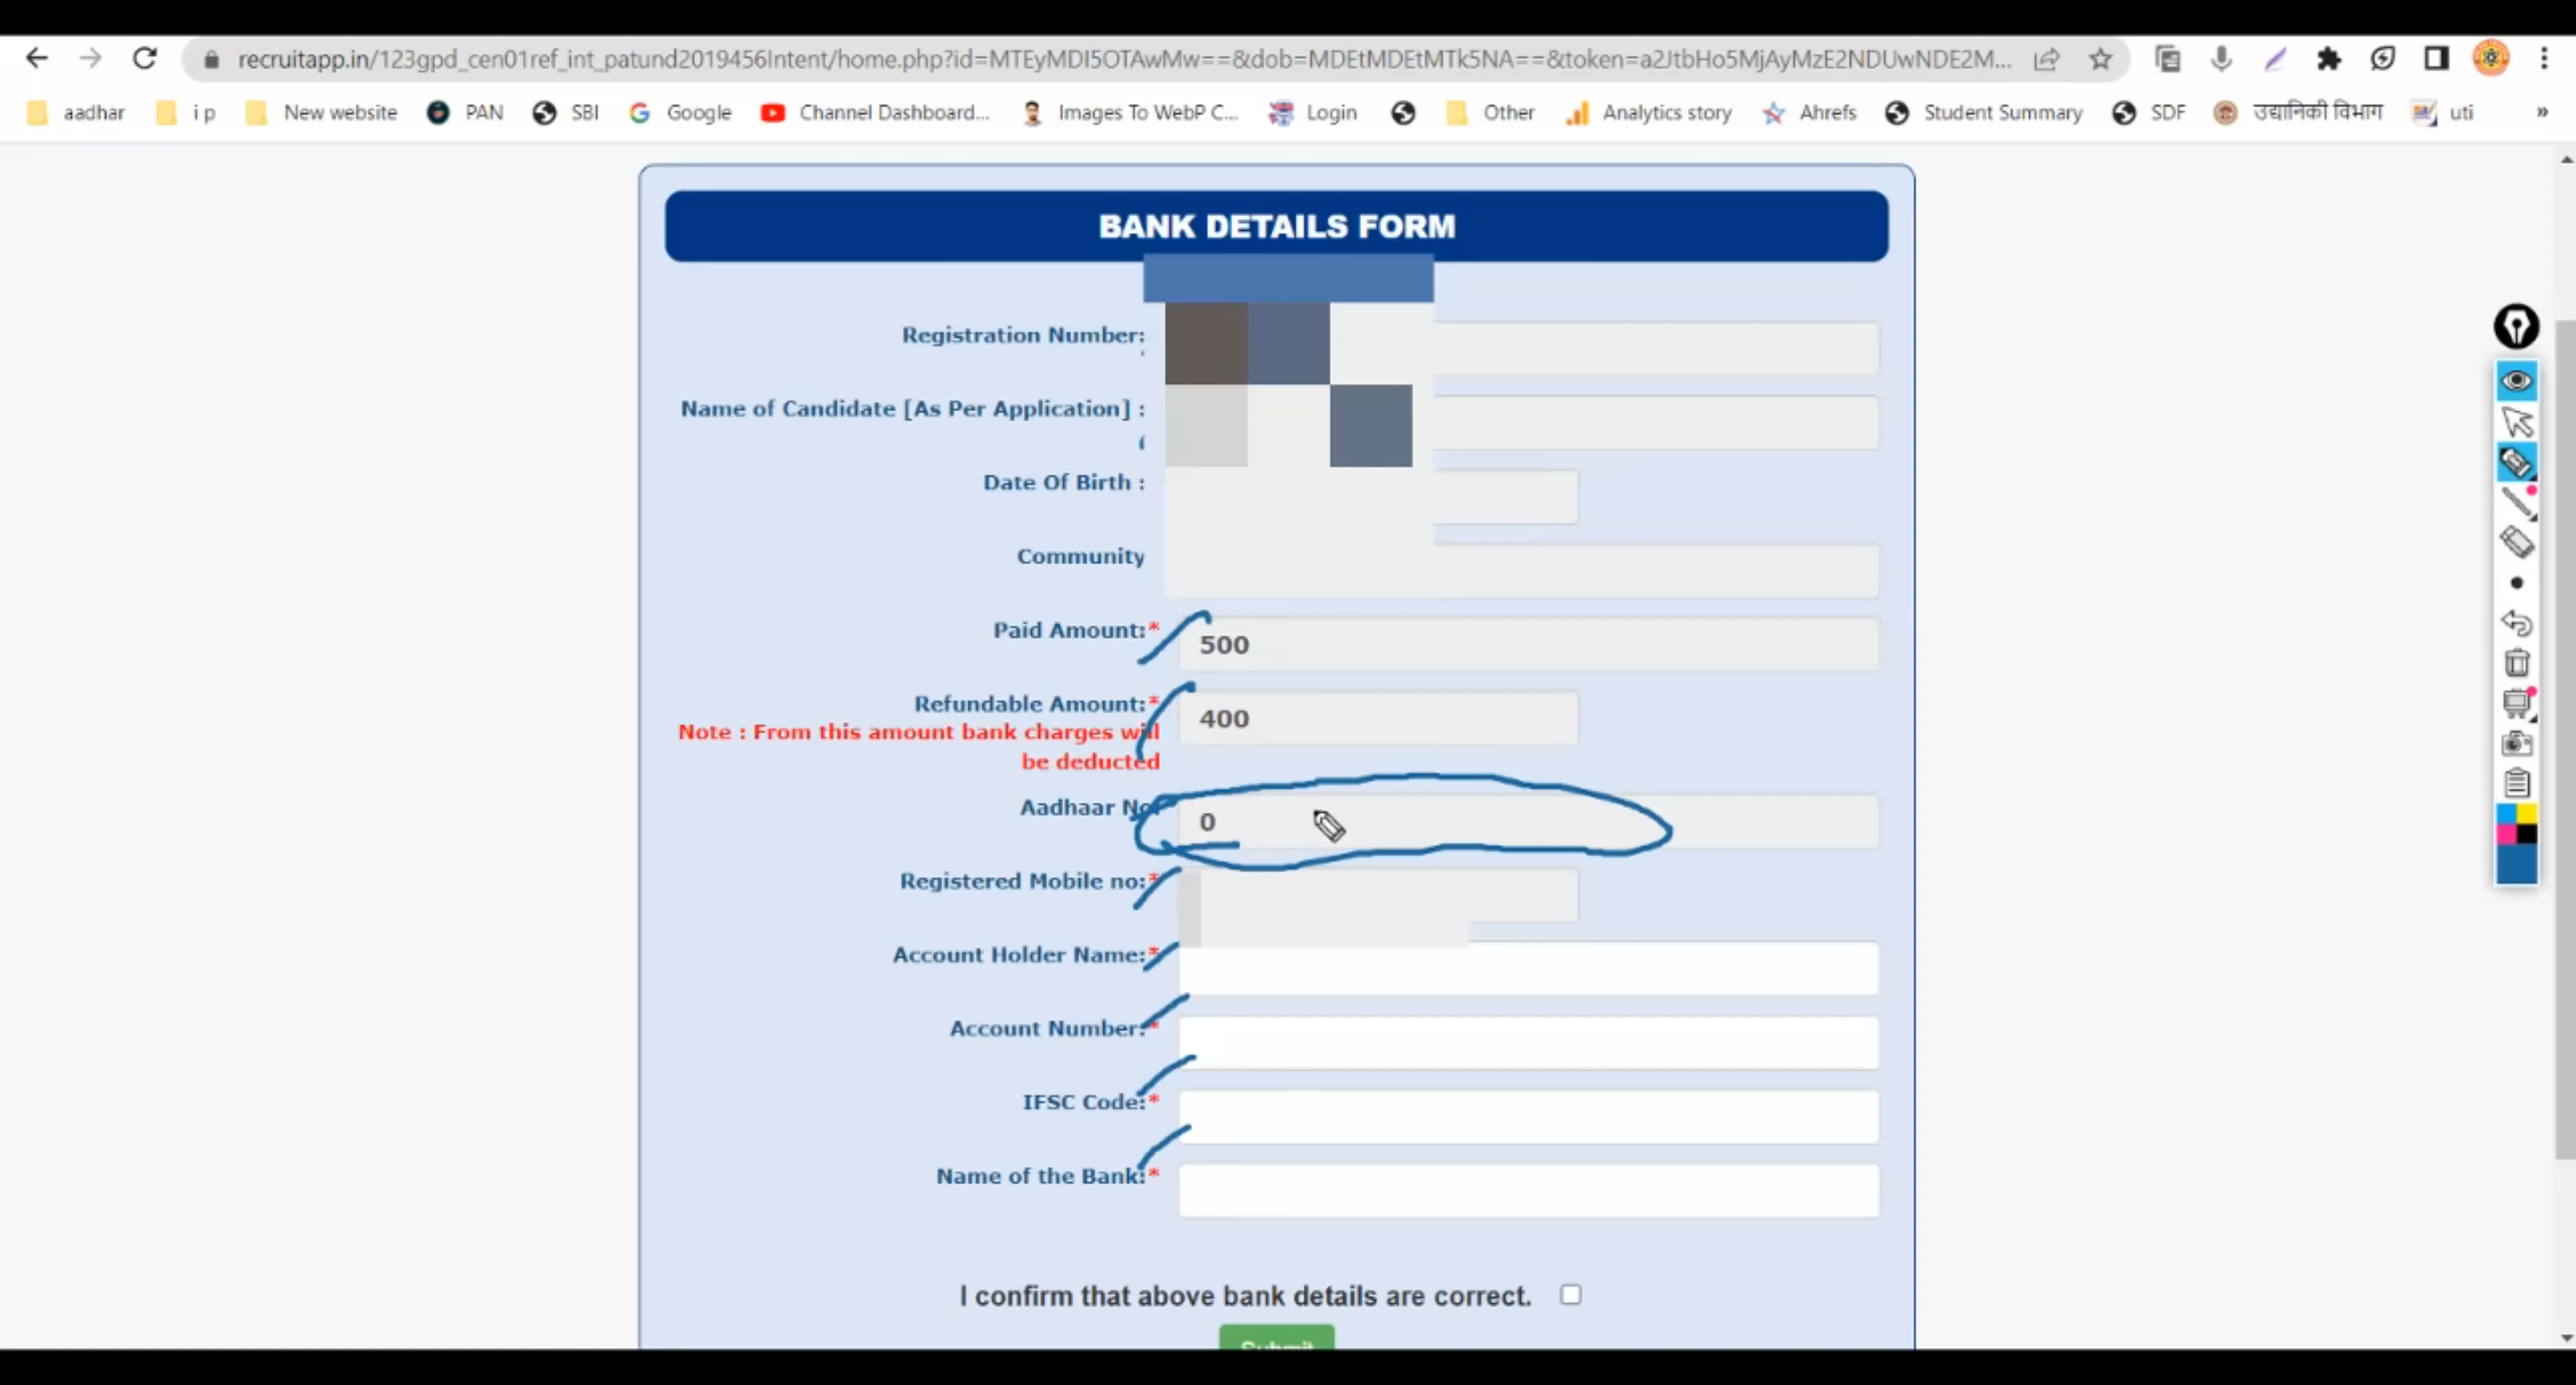 recruitapp.in/123gpd_cen01ref_int_patund2019456Intent/home.php?id=MTEyMDI5OTAwMw==&dob=MDEtMDEtMTk5NA==&token=a2JtbHo5MjAyMzE2NDUwNDE2M...
aadhar i p New website PAN SBI Google Channel Dashboard... Images To WebP C... Login Other Analytics story Ahrefs Student Summary SDF उद्यानिकी विभाग uti »
BANK DETAILS FORM
Registration Number:
Name of Candidate [As Per Application] :
Date Of Birth :
Community
Paid Amount:* 500
Refundable Amount:* 400
Note : From this amount bank charges will
be deducted
Aadhaar No 0
Registered Mobile no:*
Account Holder Name:*
Account Number:*
IFSC Code:*
Name of the Bank:*
I confirm that above bank details are correct.
Submit